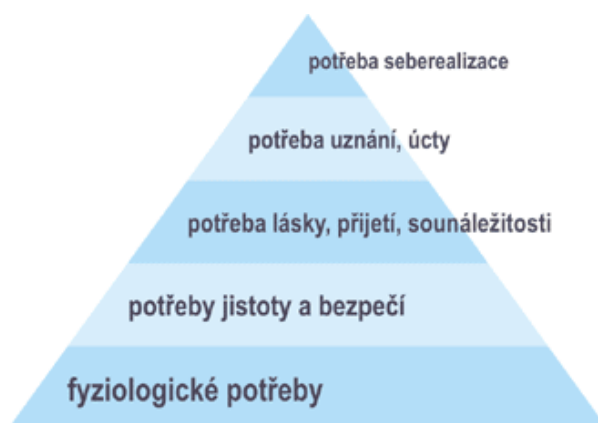 potřeba seberealizace
potřeba uznání, úcty
potřeba lásky, přijetí, sounáležitosti
potřeby jistoty a bezpečí
fyziologické potřeby